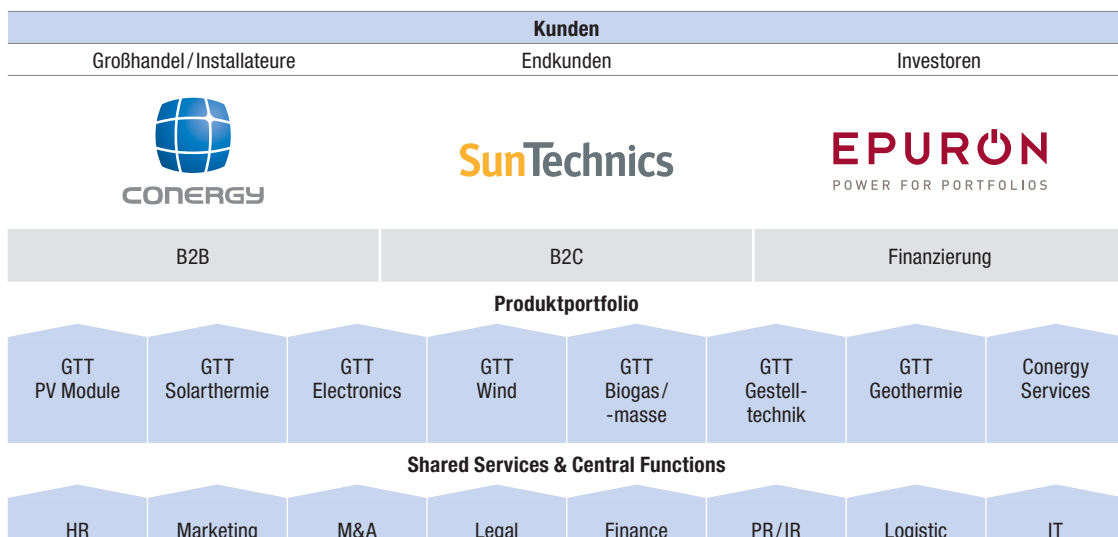 Kunden
Großhandel/Installateure Endkunden Investoren
CONERGY SunTechnics EPURON
POWER FOR PORTFOLIOS
B2B B2C Finanzierung
Produktportfolio
GTT GTT GTT GTT GTT GTT GTT Conergy
PV Module Solarthermie Electronics Wind Biogas/ Gestell- Geothermie Services
-masse technik
Shared Services & Central Functions
HR Marketing M&A Legal Finance PR/IR Logistic IT